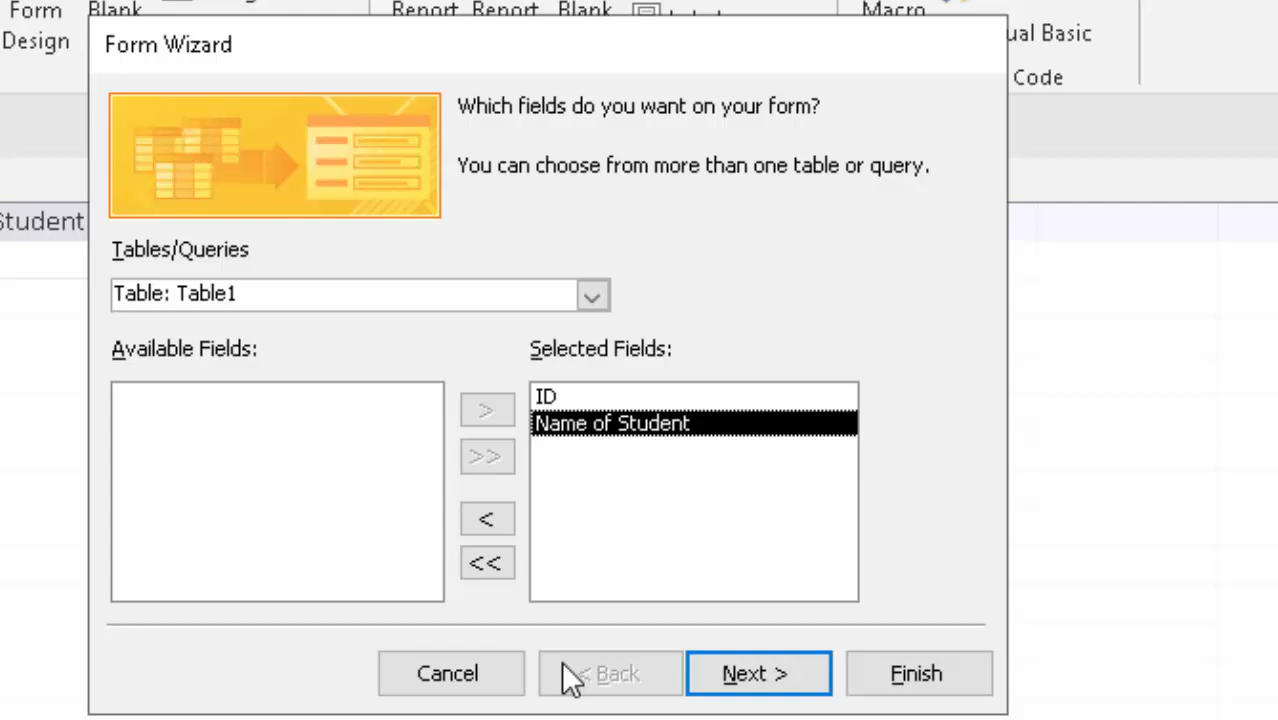 Form Blank Report Report Blank Macro
Design
ual Basic
Code
Form Wizard
Which fields do you want on your form?
You can choose from more than one table or query.
Student
Tables/Queries
Table: Table1
Available Fields:
Selected Fields:
ID
Name of Student
>
>>
<
<<
Cancel
< Back
Next >
Finish